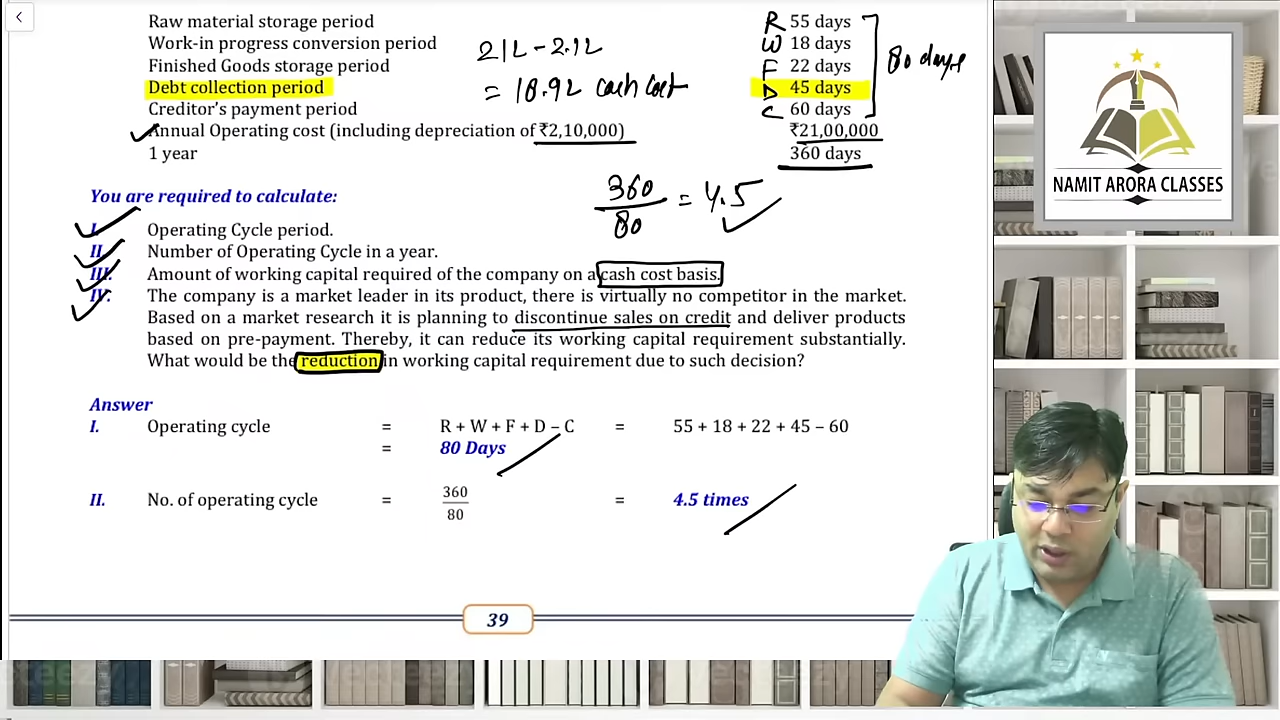 Raw material storage period R 55 days
Work-in progress conversion period 21L - 2.1L W 18 days
Finished Goods storage period F 22 days 80 days
Debt collection period = 18.9L cash cost D 45 days
Creditor's payment period C 60 days
Annual Operating cost (including depreciation of ₹2,10,000) ₹21,00,000
1 year 360 days
You are required to calculate:
360/80 = 4.5
I. Operating Cycle period.
II. Number of Operating Cycle in a year.
III. Amount of working capital required of the company on a cash cost basis.
IV. The company is a market leader in its product, there is virtually no competitor in the market.
Based on a market research it is planning to discontinue sales on credit and deliver products
based on pre-payment. Thereby, it can reduce its working capital requirement substantially.
What would be the reduction in working capital requirement due to such decision?
Answer
I. Operating cycle = R + W + F + D – C = 55 + 18 + 22 + 45 – 60
= 80 Days
II. No. of operating cycle = 360/80 = 4.5 times
39
NAMIT ARORA CLASSES